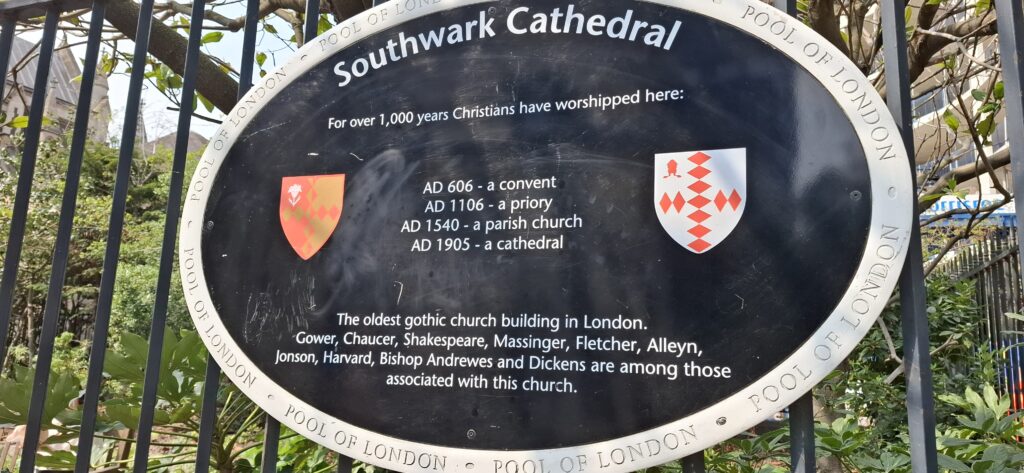 Southwark Cathedral
For over 1,000 years Christians have worshipped here:
AD 606 - a convent
AD 1106 - a priory
AD 1540 - a parish church
AD 1905 - a cathedral
The oldest gothic church building in London.
Gower, Chaucer, Shakespeare, Massinger, Fletcher, Alleyn,
Jonson, Harvard, Bishop Andrewes and Dickens are among those
associated with this church.
POOL OF LONDON
POOL OF LONDON
POOL OF LONDON
POOL OF LONDON
POOL OF LONDON
POOL OF LONDON
POOL OF LONDON
POOL OF LONDON